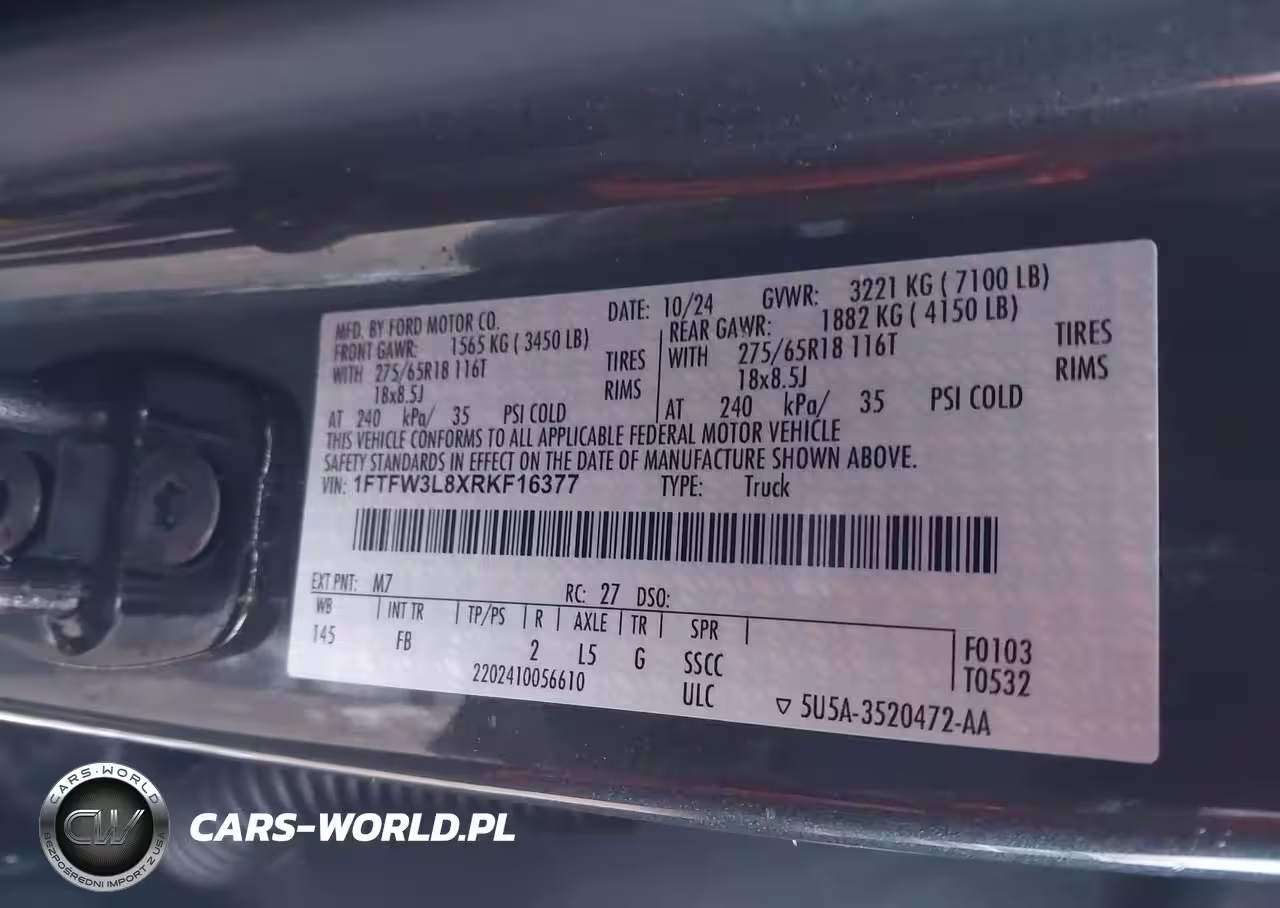 MFD. BY FORD MOTOR CO. DATE: 10/24 GVWR: 3221 KG ( 7100 LB)
FRONT GAWR: 1565 KG ( 3450 LB) REAR GAWR: 1882 KG ( 4150 LB)
WITH 275/65R18 116T TIRES WITH 275/65R18 116T TIRES
18x8.5J RIMS 18x8.5J RIMS
AT 240 kPa/ 35 PSI COLD AT 240 kPa/ 35 PSI COLD
THIS VEHICLE CONFORMS TO ALL APPLICABLE FEDERAL MOTOR VEHICLE
SAFETY STANDARDS IN EFFECT ON THE DATE OF MANUFACTURE SHOWN ABOVE.
VIN: 1FTFW3L8XRKF16377 TYPE: Truck
EXT PNT: M7 RC: 27 DSO:
WB INT TR TP/PS R AXLE TR SPR
145 FB 2 L5 G SSCC F0103
2202410056610 ULC T0532
▽ 5U5A-3520472-AA
CARS-WORLD
CW
BEZPOŚREDNI IMPORT Z USA
CARS-WORLD.PL